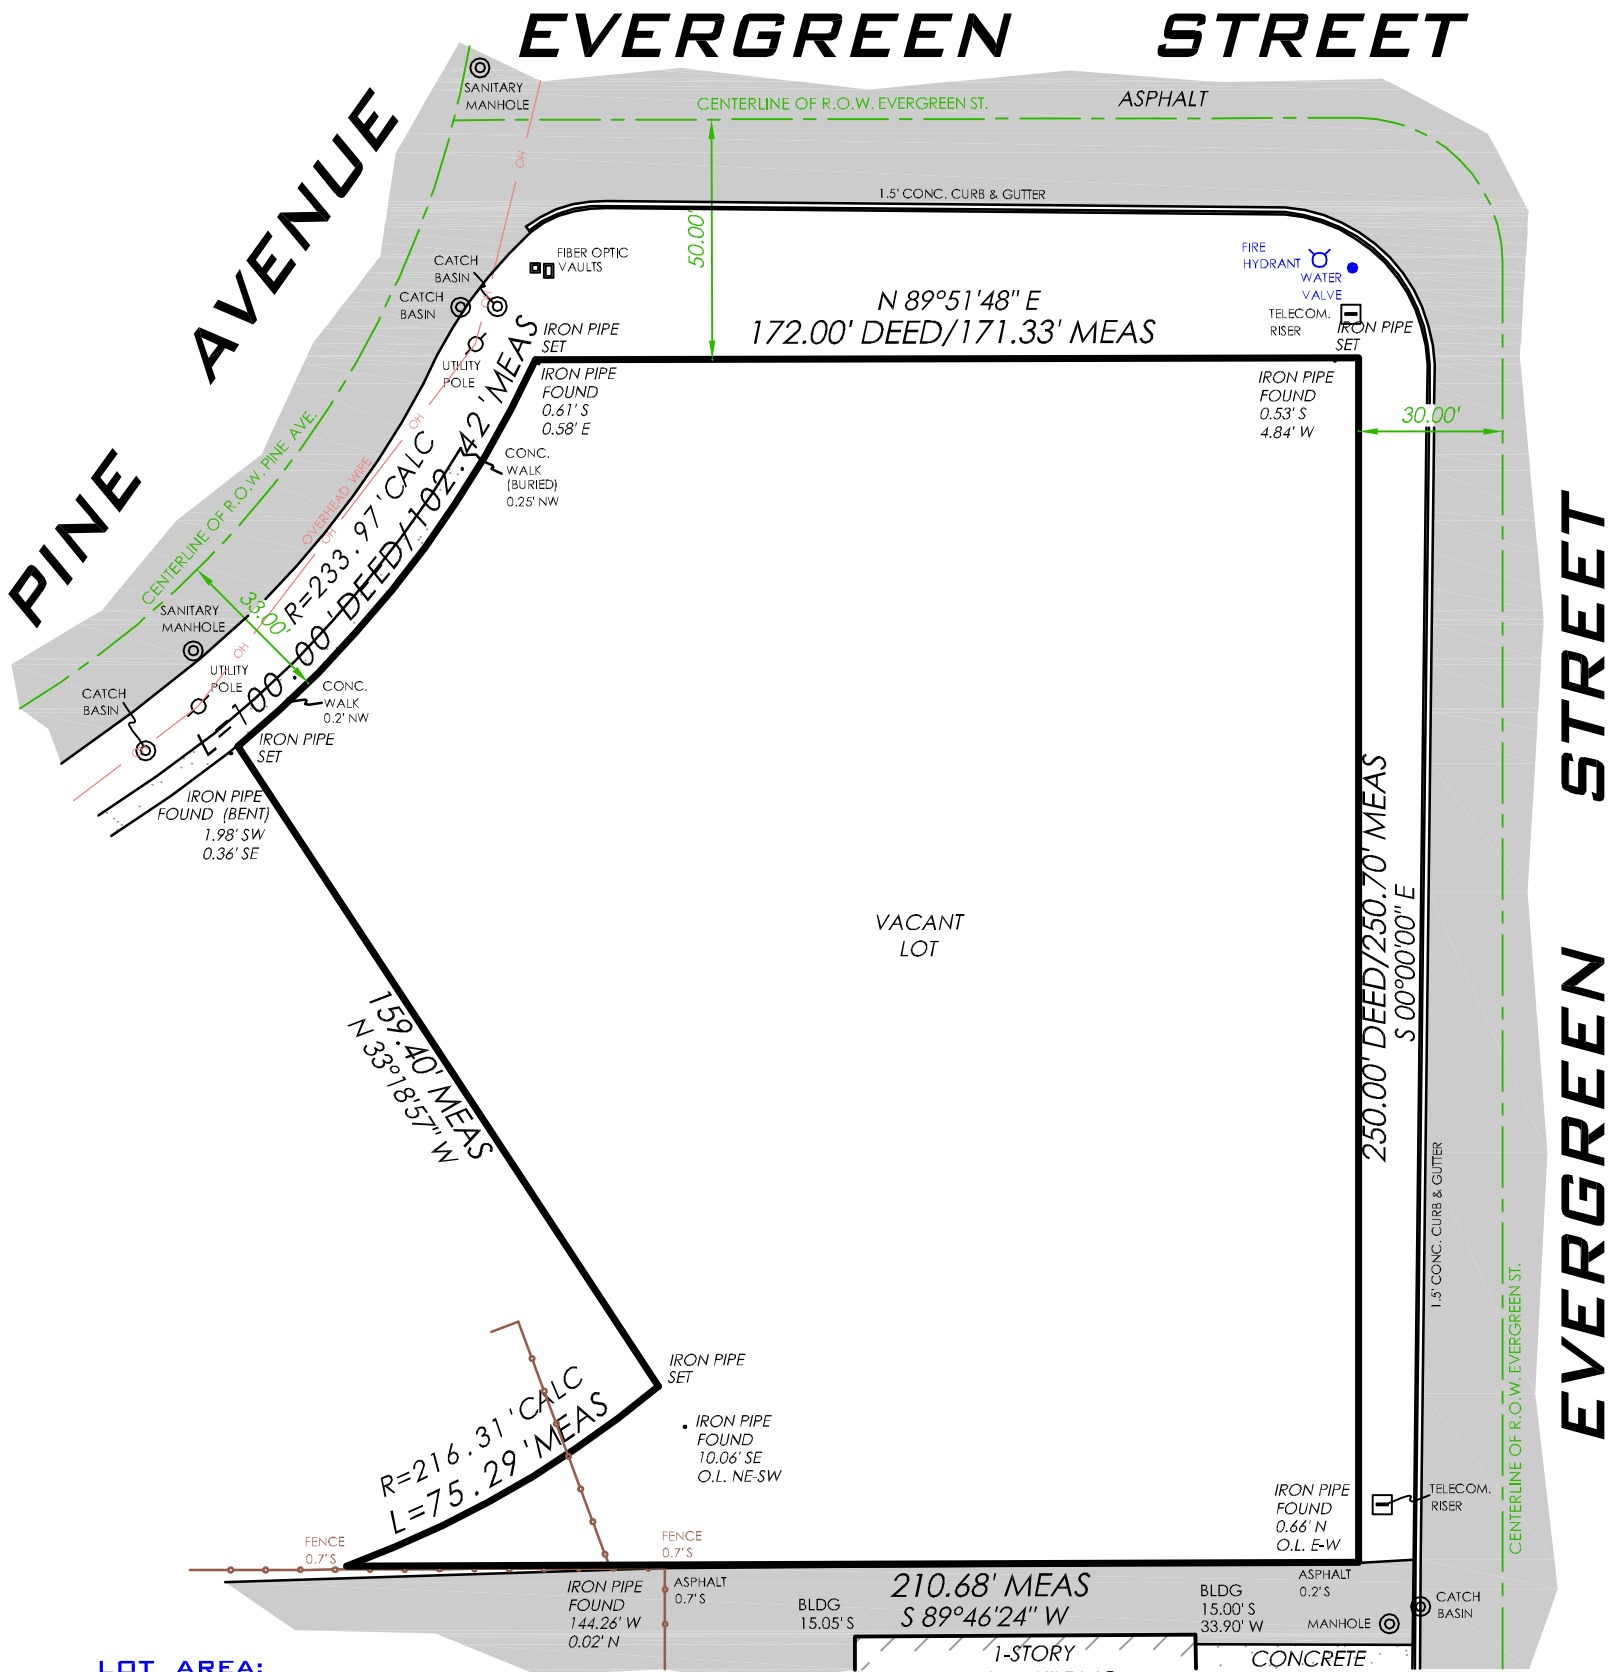 EVERGREEN STREET
SANITARY
MANHOLE
CENTERLINE OF R.O.W. EVERGREEN ST.
ASPHALT
PINE AVENUE
OH
1.5' CONC. CURB & GUTTER
50.00'
FIBER OPTIC
VAULTS
CATCH
BASIN
CATCH
BASIN
OH
FIRE
HYDRANT
WATER
VALVE
TELECOM.
RISER
IRON PIPE
SET
N 89°51'48" E
172.00' DEED/171.33' MEAS
IRON PIPE
SET
UTILITY
POLE
IRON PIPE
FOUND
0.61' S
0.58' E
IRON PIPE
FOUND
0.53' S
4.84' W
30.00'
OH
CONC.
WALK
(BURIED)
0.25' NW
CENTERLINE OF R.O.W. PINE AVE.
OVERHEAD WIRE
OH
R=233.97' CALC
L=100.00' DEED/102.42' MEAS
33.00'
SANITARY
MANHOLE
OH
UTILITY
POLE
CATCH
BASIN
CONC.
WALK
0.2' NW
IRON PIPE
SET
IRON PIPE
FOUND (BENT)
1.98' SW
0.36' SE
EVERGREEN STREET
VACANT
LOT
250.00' DEED/250.70' MEAS
S 00°00'00" E
159.40' MEAS
N 33°18'57" W
1.5' CONC. CURB & GUTTER
CENTERLINE OF R.O.W. EVERGREEN ST.
IRON PIPE
SET
R=216.31' CALC
L=75.29' MEAS
IRON PIPE
FOUND
10.06' SE
O.L. NE-SW
IRON PIPE
FOUND
0.66' N
O.L. E-W
TELECOM.
RISER
FENCE
0.7' S
FENCE
0.7' S
IRON PIPE
FOUND
144.26' W
0.02' N
ASPHALT
0.7' S
BLDG
15.05' S
210.68' MEAS
S 89°46'24" W
BLDG
15.00' S
33.90' W
ASPHALT
0.2' S
MANHOLE
CATCH
BASIN
1-STORY
CONCRETE
LOT AREA: